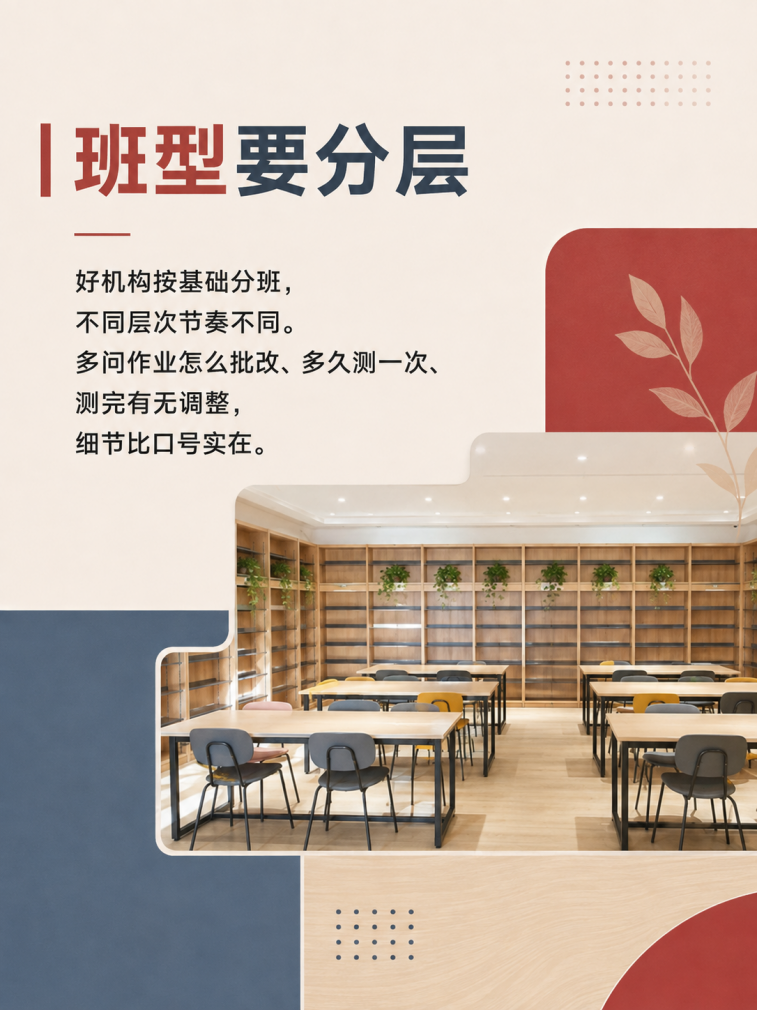 班型要分层
好机构按基础分班，
不同层次节奏不同。
多问作业怎么批改、多久测一次、
测完有无调整，
细节比口号实在。